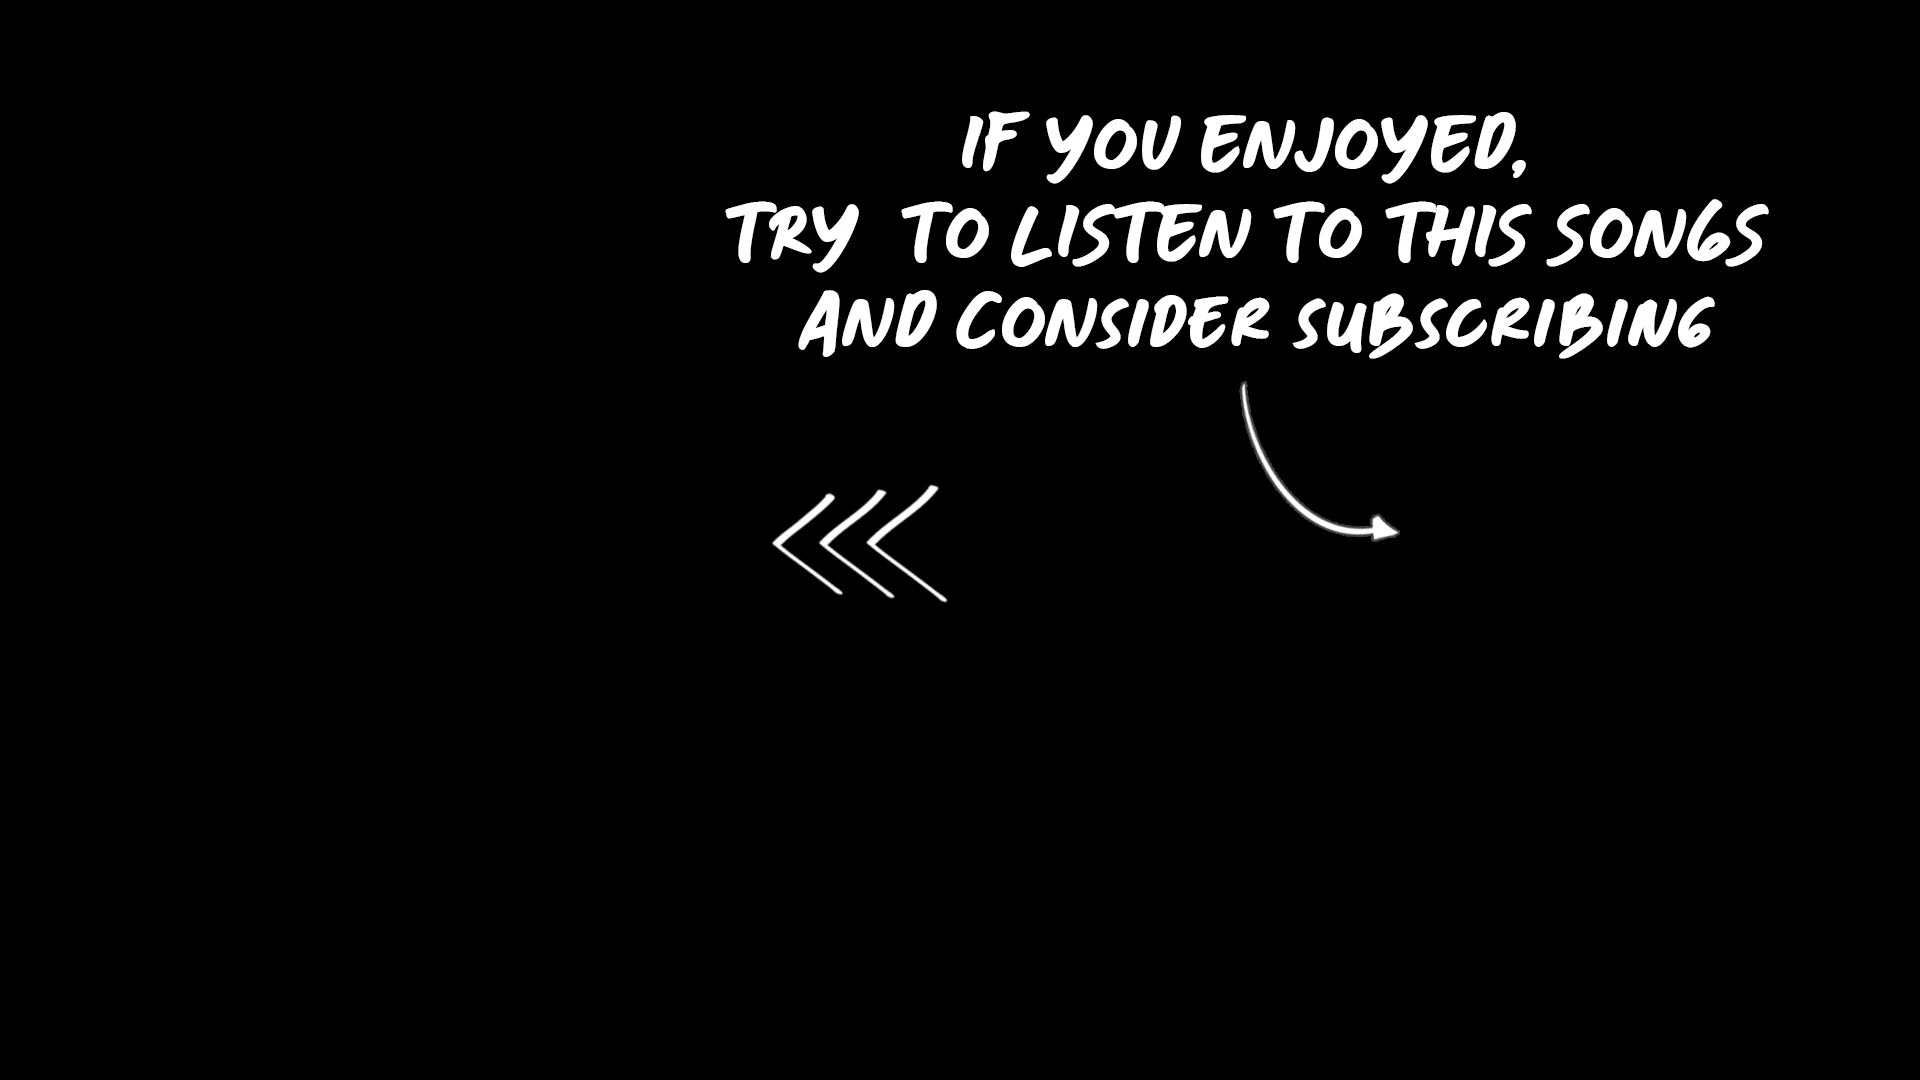 IF YOU ENJOYED,
TRY TO LISTEN TO THIS SONGS
AND CONSIDER SUBSCRIBING